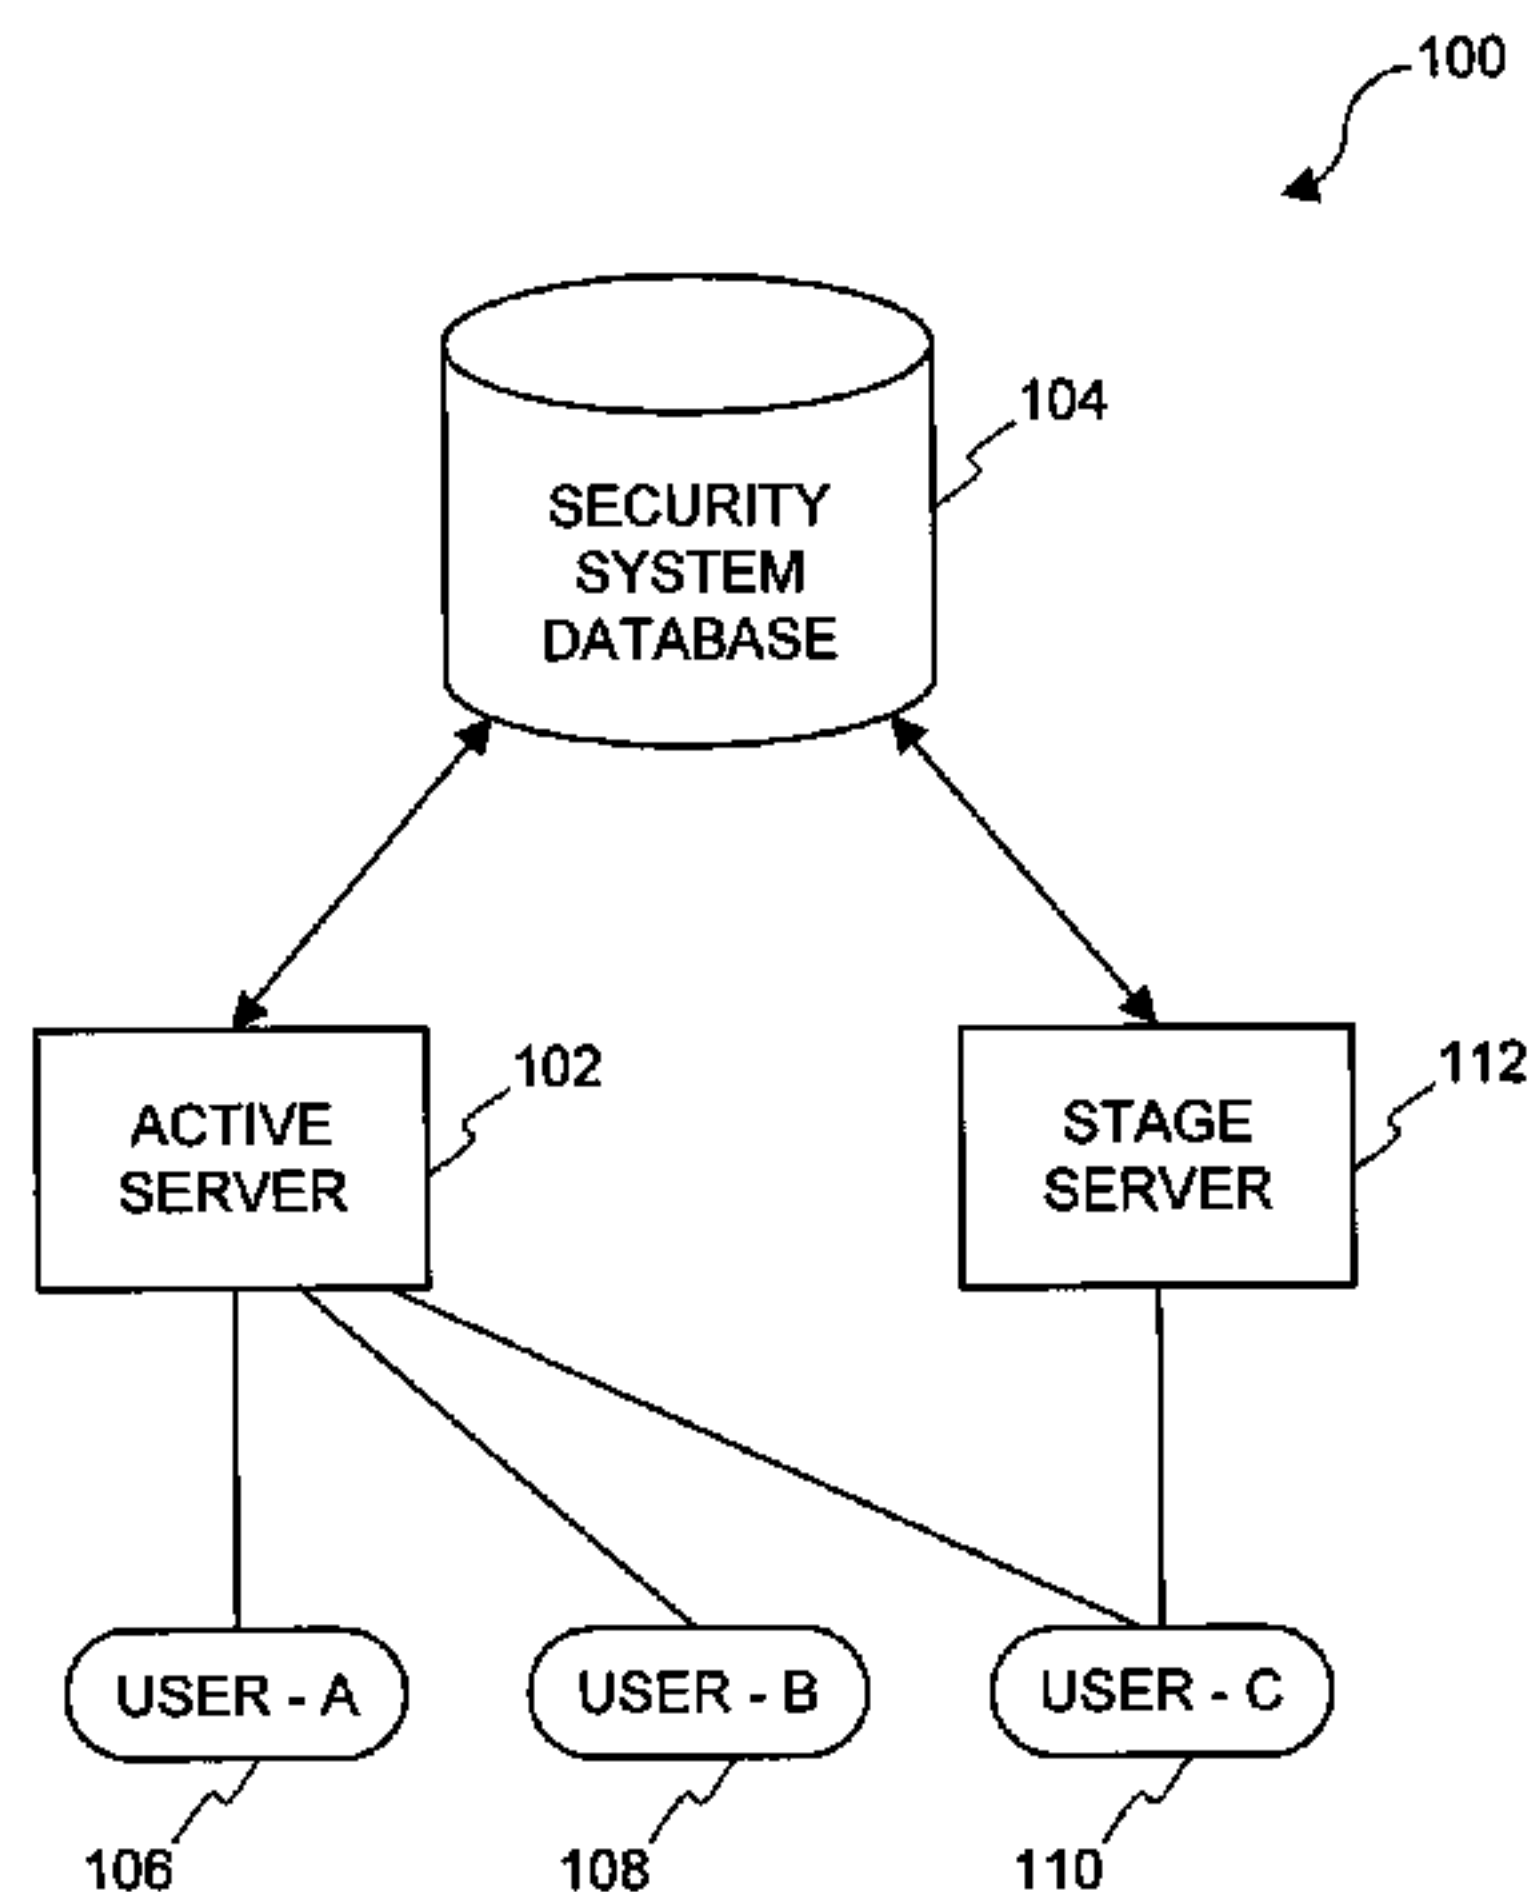 100
104
SECURITY
SYSTEM
DATABASE
102
112
ACTIVE
SERVER
STAGE
SERVER
USER - A
USER - B
USER - C
106
108
110